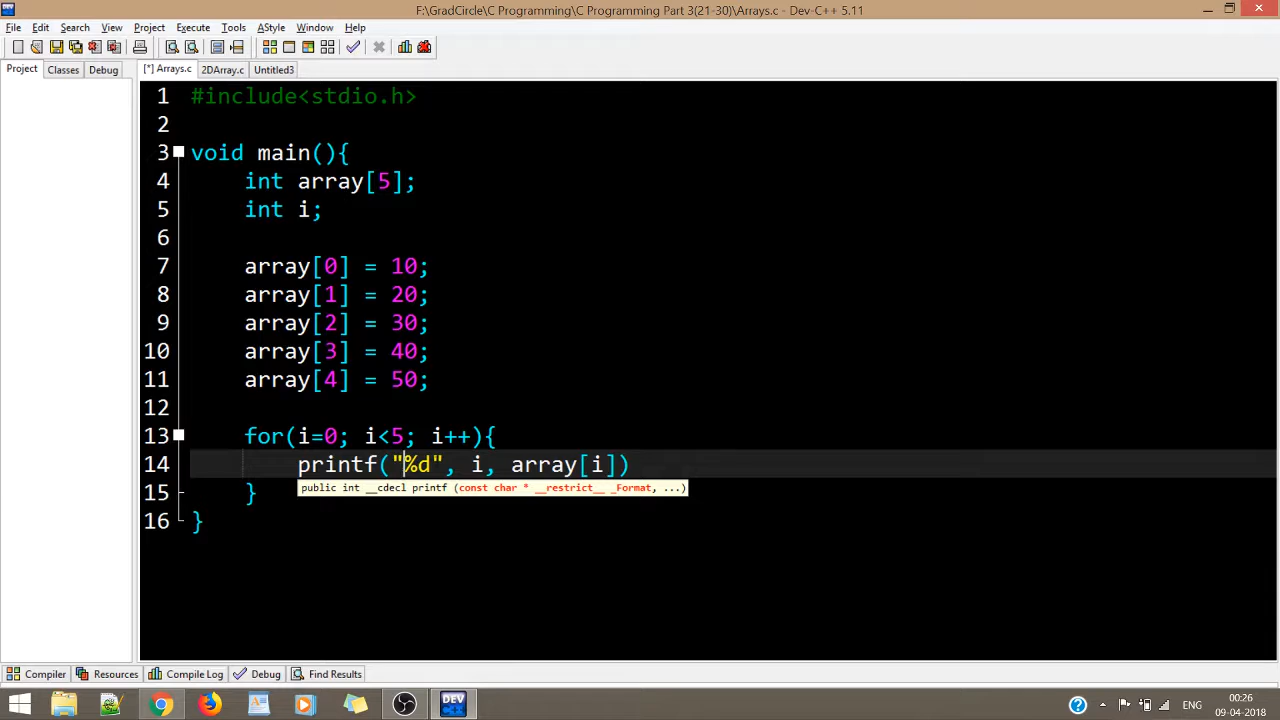 F:\GradCircle\C Programming\C Programming Part 3(21-30)\Arrays.c - Dev-C++ 5.11
File Edit Search View Project Execute Tools AStyle Window Help
Project Classes Debug [*] Arrays.c 2DArray.c Untitled3
1 #include<stdio.h>
2
3 void main(){
4 int array[5];
5 int i;
6
7 array[0] = 10;
8 array[1] = 20;
9 array[2] = 30;
10 array[3] = 40;
11 array[4] = 50;
12
13 for(i=0; i<5; i++){
14 printf("%d", i, array[i])
public int __cdecl printf (const char * __restrict__ _Format, ...)
15 }
16 }
Compiler Resources Compile Log Debug Find Results
DEV
ENG
00:26
09-04-2018